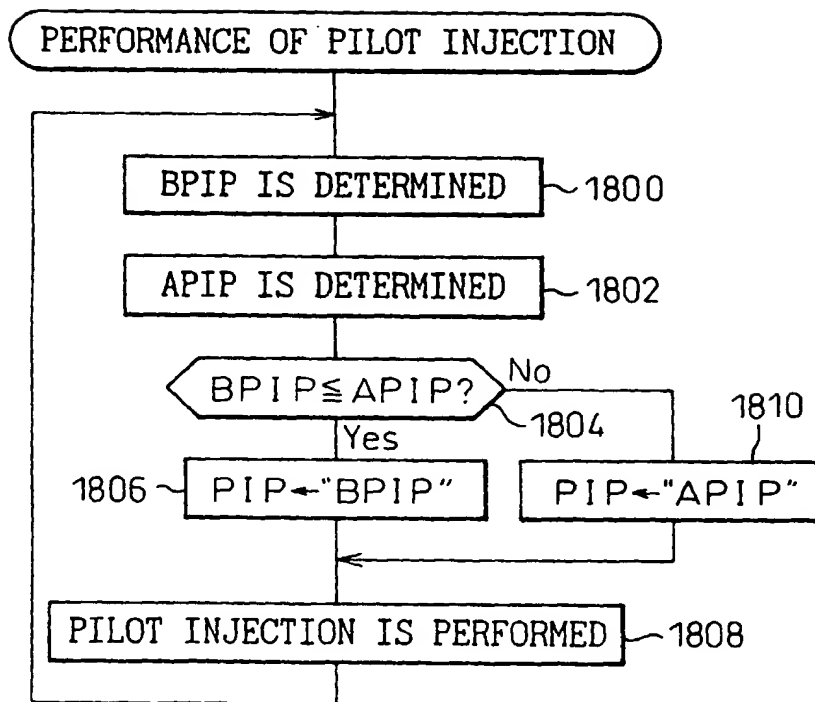 PERFORMANCE OF PILOT INJECTION
BPIP IS DETERMINED
1800
APIP IS DETERMINED
1802
BPIP≦APIP?
No
1804
Yes
1810
1806
PIP←"BPIP"
PIP←"APIP"
PILOT INJECTION IS PERFORMED
1808